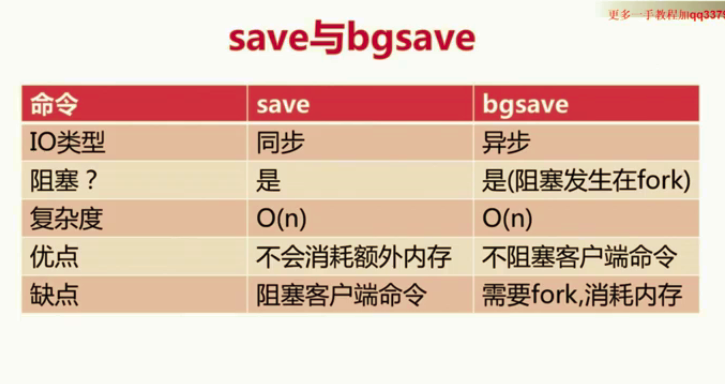 更多一手教程加qq3379
save与bgsave
命令 save bgsave
IO类型 同步 异步
阻塞？ 是 是(阻塞发生在fork)
复杂度 O(n) O(n)
优点 不会消耗额外内存 不阻塞客户端命令
缺点 阻塞客户端命令 需要fork,消耗内存